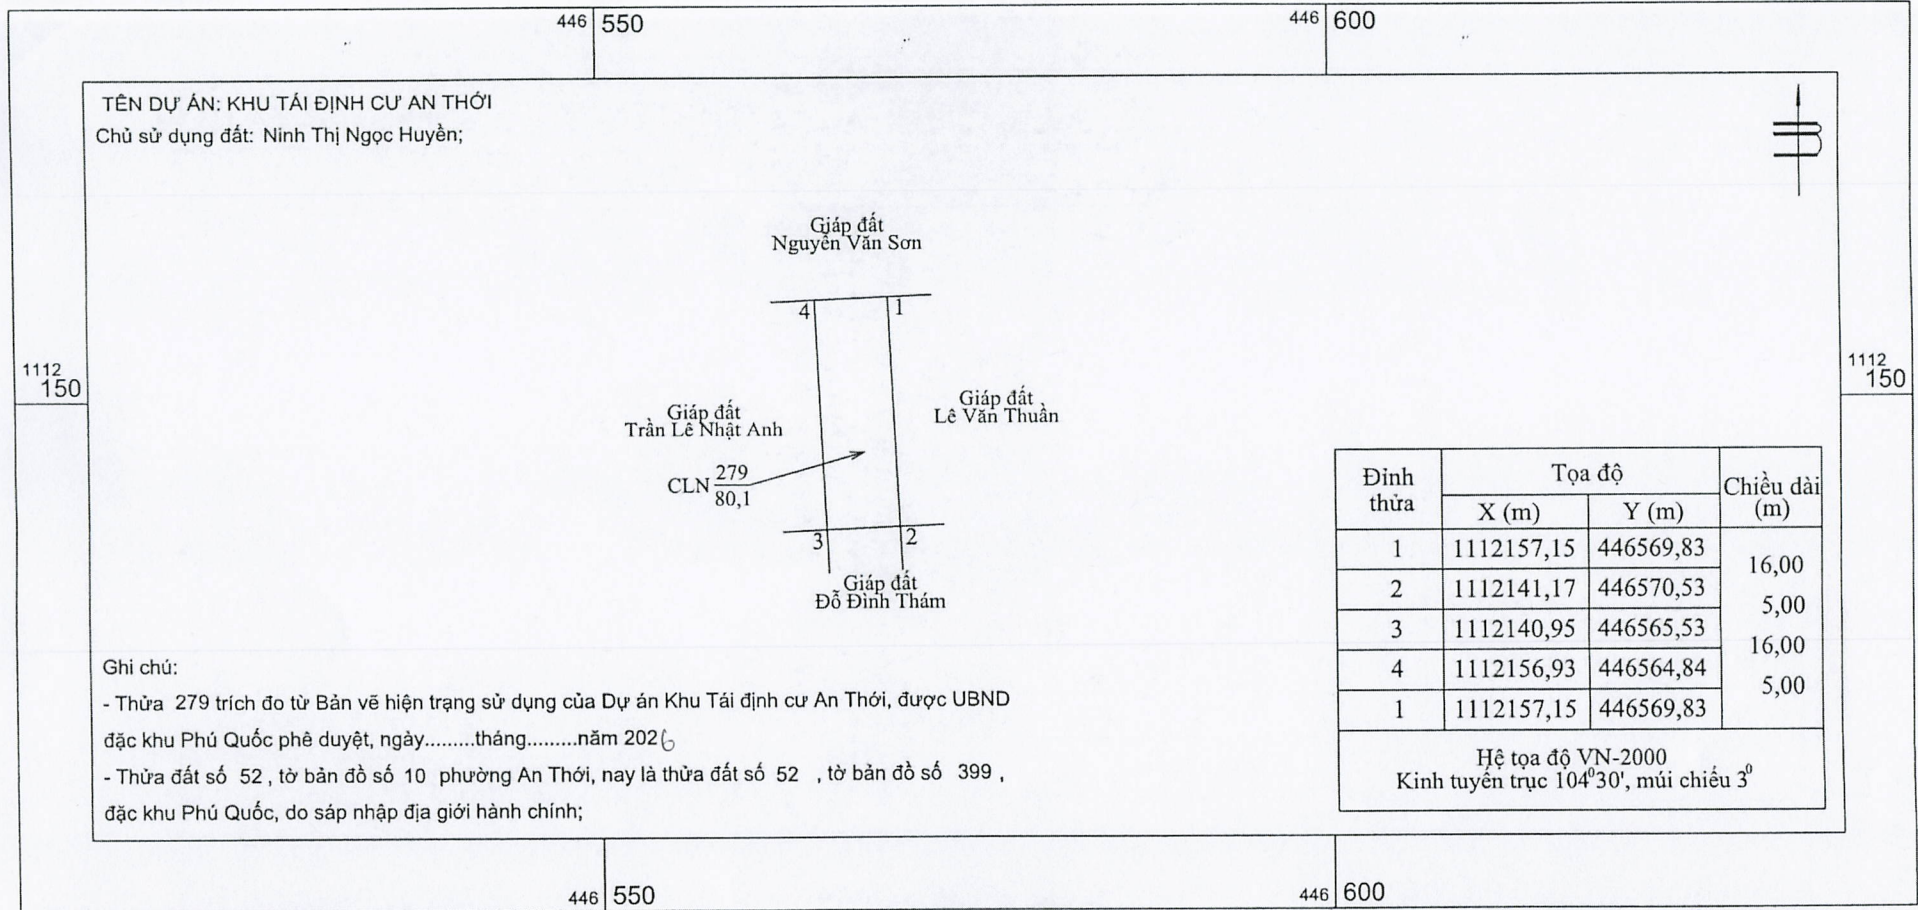 446 550
446 600
TÊN DỰ ÁN: KHU TÁI ĐỊNH CƯ AN THỚI
Chủ sử dụng đất: Ninh Thị Ngọc Huyền;
B
Giáp đất
Nguyễn Văn Sơn
4
1
1112
150
1112
150
Giáp đất
Trần Lê Nhật Anh
Giáp đất
Lê Văn Thuần
CLN 279
80,1
3
2
Giáp đất
Đỗ Đình Thám
Đỉnh thửa Tọa độ Chiều dài (m)
X (m) Y (m)
1 1112157,15 446569,83
16,00
2 1112141,17 446570,53
5,00
3 1112140,95 446565,53
16,00
4 1112156,93 446564,84
5,00
1 1112157,15 446569,83
Hệ tọa độ VN-2000
Kinh tuyến trục 104⁰30', múi chiếu 3⁰
Ghi chú:
- Thửa 279 trích đo từ Bản vẽ hiện trạng sử dụng của Dự án Khu Tái định cư An Thới, được UBND
đặc khu Phú Quốc phê duyệt, ngày.........tháng.........năm 2026
- Thửa đất số 52 , tờ bản đồ số 10 phường An Thới, nay là thửa đất số 52 , tờ bản đồ số 399 ,
đặc khu Phú Quốc, do sáp nhập địa giới hành chính;
446 550
446 600